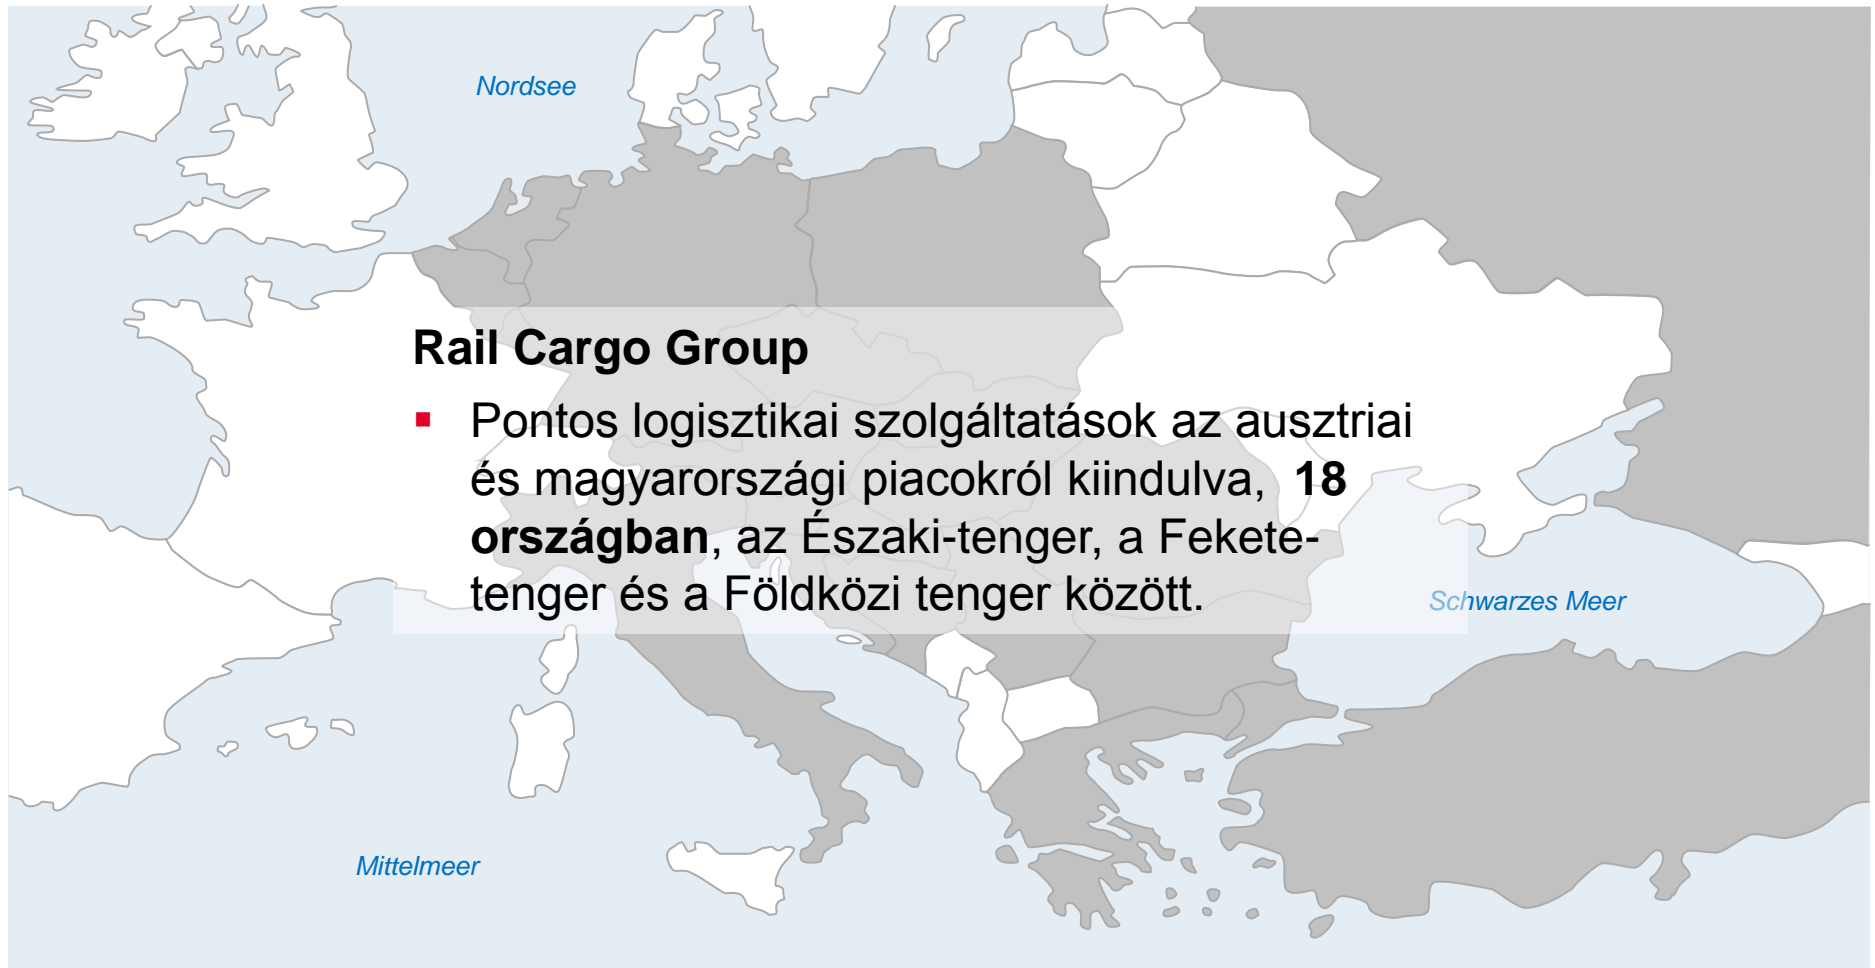 Nordsee
Rail Cargo Group
▪ Pontos logisztikai szolgáltatások az ausztriai
és magyarországi piacokról kiindulva, 18
országban, az Északi-tenger, a Fekete-
tenger és a Földközi tenger között.
Schwarzes Meer
Mittelmeer